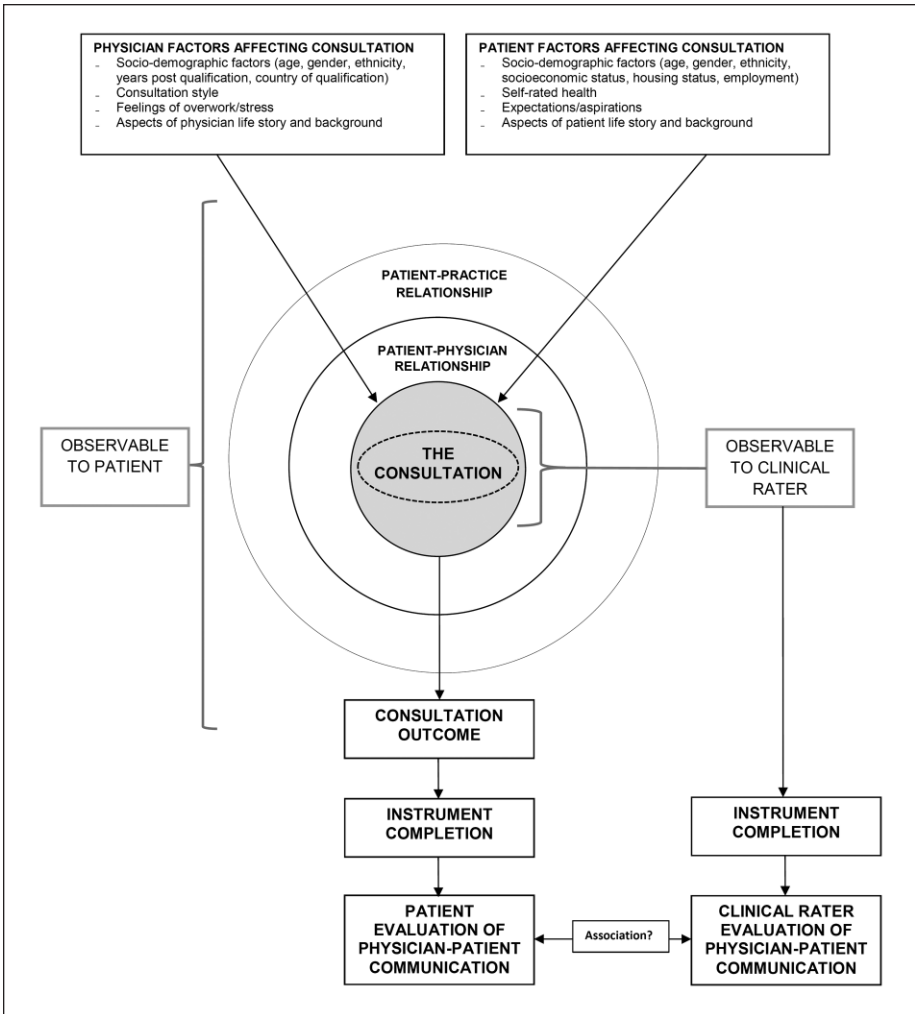 PHYSICIAN FACTORS AFFECTING CONSULTATION
- Socio-demographic factors (age, gender, ethnicity,
years post qualification, country of qualification)
- Consultation style
- Feelings of overwork/stress
- Aspects of physician life story and background
PATIENT FACTORS AFFECTING CONSULTATION
- Socio-demographic factors (age, gender, ethnicity,
socioeconomic status, housing status, employment)
- Self-rated health
- Expectations/aspirations
- Aspects of patient life story and background
PATIENT-PRACTICE
RELATIONSHIP
PATIENT-PHYSICIAN
RELATIONSHIP
THE
CONSULTATION
OBSERVABLE
TO PATIENT
OBSERVABLE
TO CLINICAL
RATER
CONSULTATION
OUTCOME
INSTRUMENT
COMPLETION
INSTRUMENT
COMPLETION
PATIENT
EVALUATION OF
PHYSICIAN-PATIENT
COMMUNICATION
Association?
CLINICAL RATER
EVALUATION OF
PHYSICIAN-PATIENT
COMMUNICATION